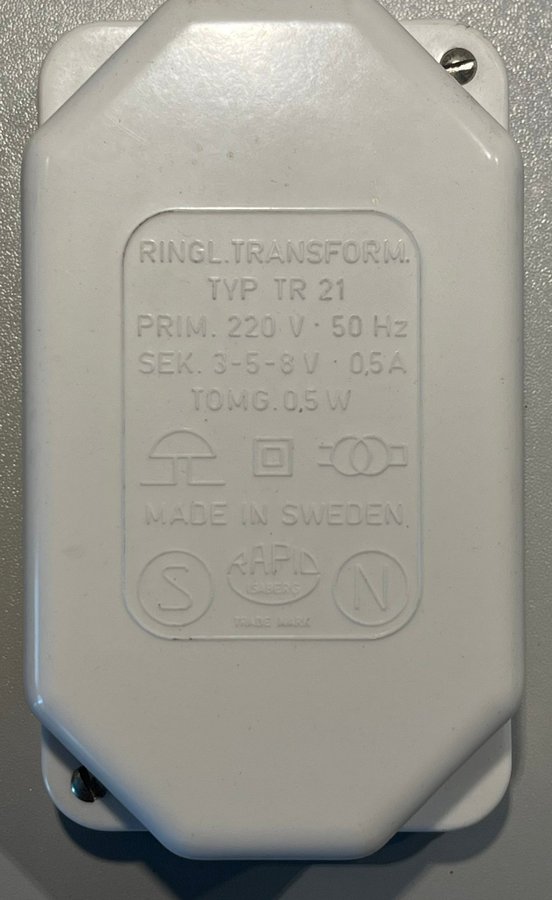 RINGL.TRANSFORM.
TYP TR 21
PRIM. 220 V · 50 Hz
SEK. 3-5-8 V · 0,5 A
TOMG. 0,5 W
MADE IN SWEDEN
S RAPID N
ISABERG
TRADE MARK